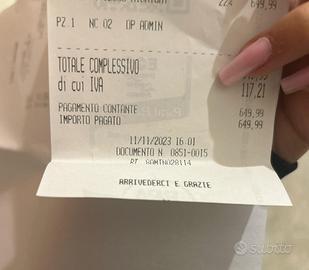 22% 649,99
PZ.1 NC 02 OP ADMIN
TOTALE COMPLESSIVO
di cui IVA 117,21
PAGAMENTO CONTANTE 649,99
IMPORTO PAGATO 649,99
11/11/2023 16:01
DOCUMENTO N. 0851-0015
ARRIVEDERCI E GRAZIE
subito